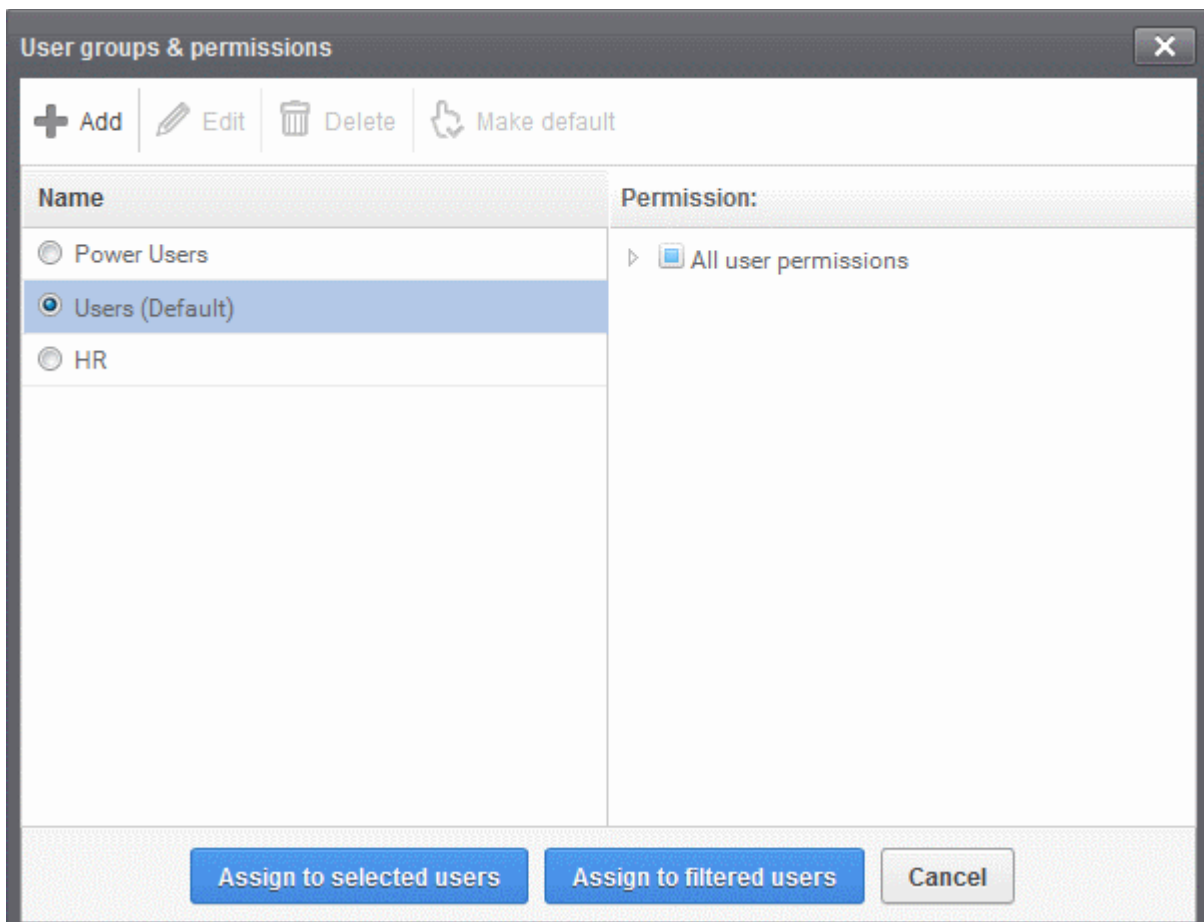 User groups & permissions
Add Edit Delete Make default
Name Permission:
Power Users All user permissions
Users (Default)
HR
Assign to selected users Assign to filtered users Cancel